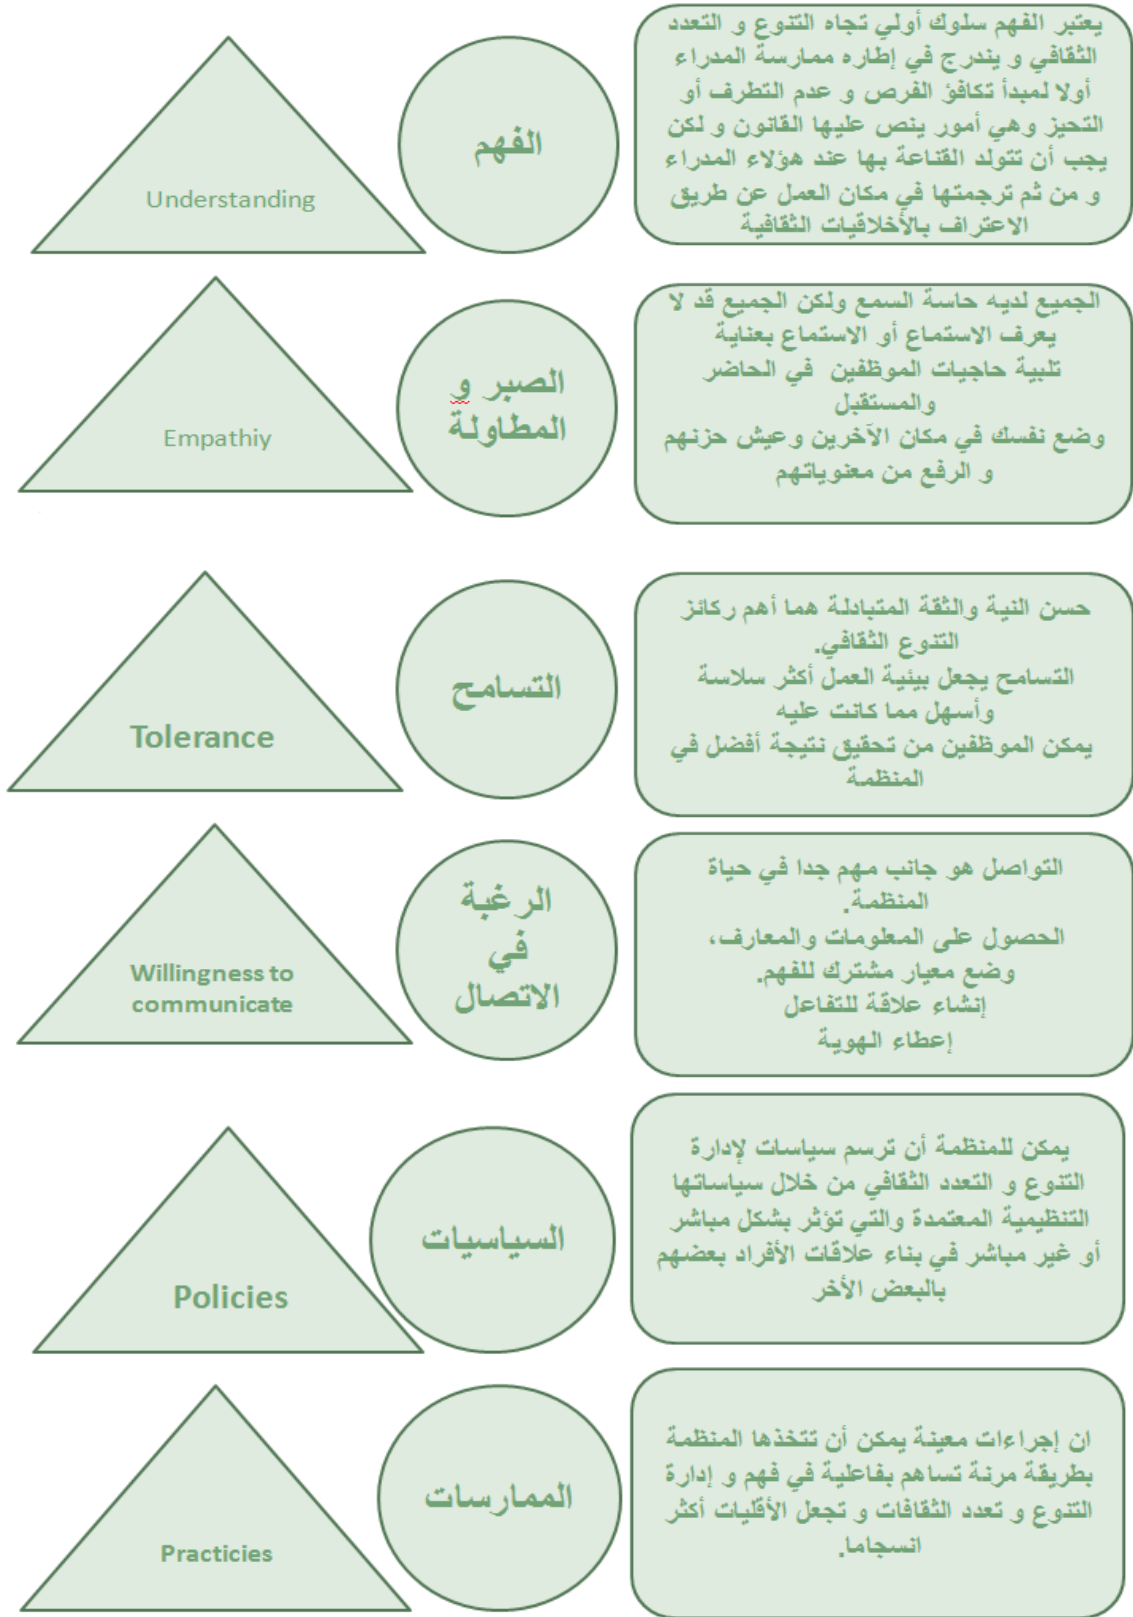 يعتبر الفهم سلوك أولي تجاه التنوع و التعدد
الثقافي و يندرج في إطاره ممارسة المدراء
أولا لمبدأ تكافؤ الفرص و عدم التطرف أو
التحيز وهي أمور ينص عليها القانون و لكن
يجب أن تتولد القناعة بها عند هؤلاء المدراء
و من ثم ترجمتها في مكان العمل عن طريق
الاعتراف بالأخلاقيات الثقافية
الفهم
Understanding
الجميع لديه حاسة السمع ولكن الجميع قد لا
يعرف الاستماع أو الاستماع بعناية
تلبية حاجيات الموظفين في الحاضر
والمستقبل
وضع نفسك في مكان الآخرين وعيش حزنهم
و الرفع من معنوياتهم
الصبر و
المطاولة
Empathiy
حسن النية والثقة المتبادلة هما أهم ركائز
التنوع الثقافي.
التسامح يجعل بيئية العمل أكثر سلاسة
وأسهل مما كانت عليه
يمكن الموظفين من تحقيق نتيجة أفضل في
المنظمة
التسامح
Tolerance
التواصل هو جانب مهم جدا في حياة
المنظمة.
الحصول على المعلومات والمعارف،
وضع معيار مشترك للفهم.
إنشاء علاقة للتفاعل
إعطاء الهوية
الرغبة
في
الاتصال
Willingness to
communicate
يمكن للمنظمة أن ترسم سياسات لإدارة
التنوع و التعدد الثقافي من خلال سياساتها
التنظيمية المعتمدة والتي تؤثر بشكل مباشر
أو غير مباشر في بناء علاقات الأفراد بعضهم
بالبعض الأخر
السياسيات
Policies
ان إجراءات معينة يمكن أن تتخذها المنظمة
بطريقة مرنة تساهم بفاعلية في فهم و إدارة
التنوع و تعدد الثقافات و تجعل الأقليات أكثر
انسجاما.
الممارسات
Practicies